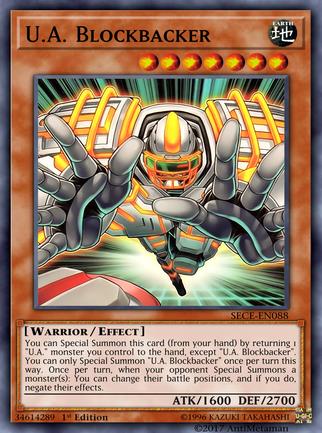 U.A. BLOCKBACKER
EARTH
地
SECE-EN088
[WARRIOR / EFFECT]
You can Special Summon this card (from your hand) by returning 1
"U.A." monster you control to the hand, except "U.A. Blockbacker".
You can only Special Summon "U.A. Blockbacker" once per turn this
way. Once per turn, when your opponent Special Summons a
monster(s): You can change their battle positions, and if you do,
negate their effects.
ATK/1600 DEF/2700
34614289 1st Edition ©1996 KAZUKI TAKAHASHI
©2017 AntiMetaman